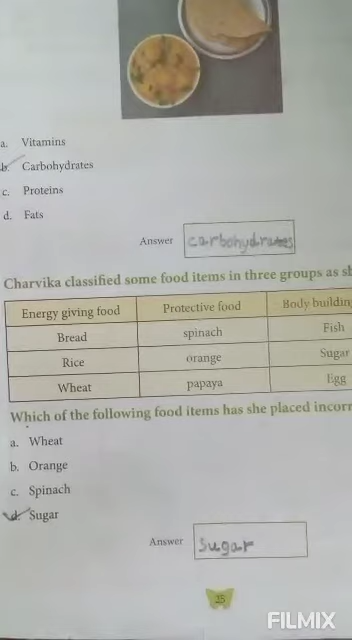 a. Vitamins
b. Carbohydrates
c. Proteins
d. Fats
Answer carbohydrates
Charvika classified some food items in three groups as sh
Energy giving food Protective food Body building
Bread spinach Fish
Rice orange Sugar
Wheat papaya Egg
Which of the following food items has she placed incorr
a. Wheat
b. Orange
c. Spinach
d. Sugar
Answer Sugar
25
FILMIX